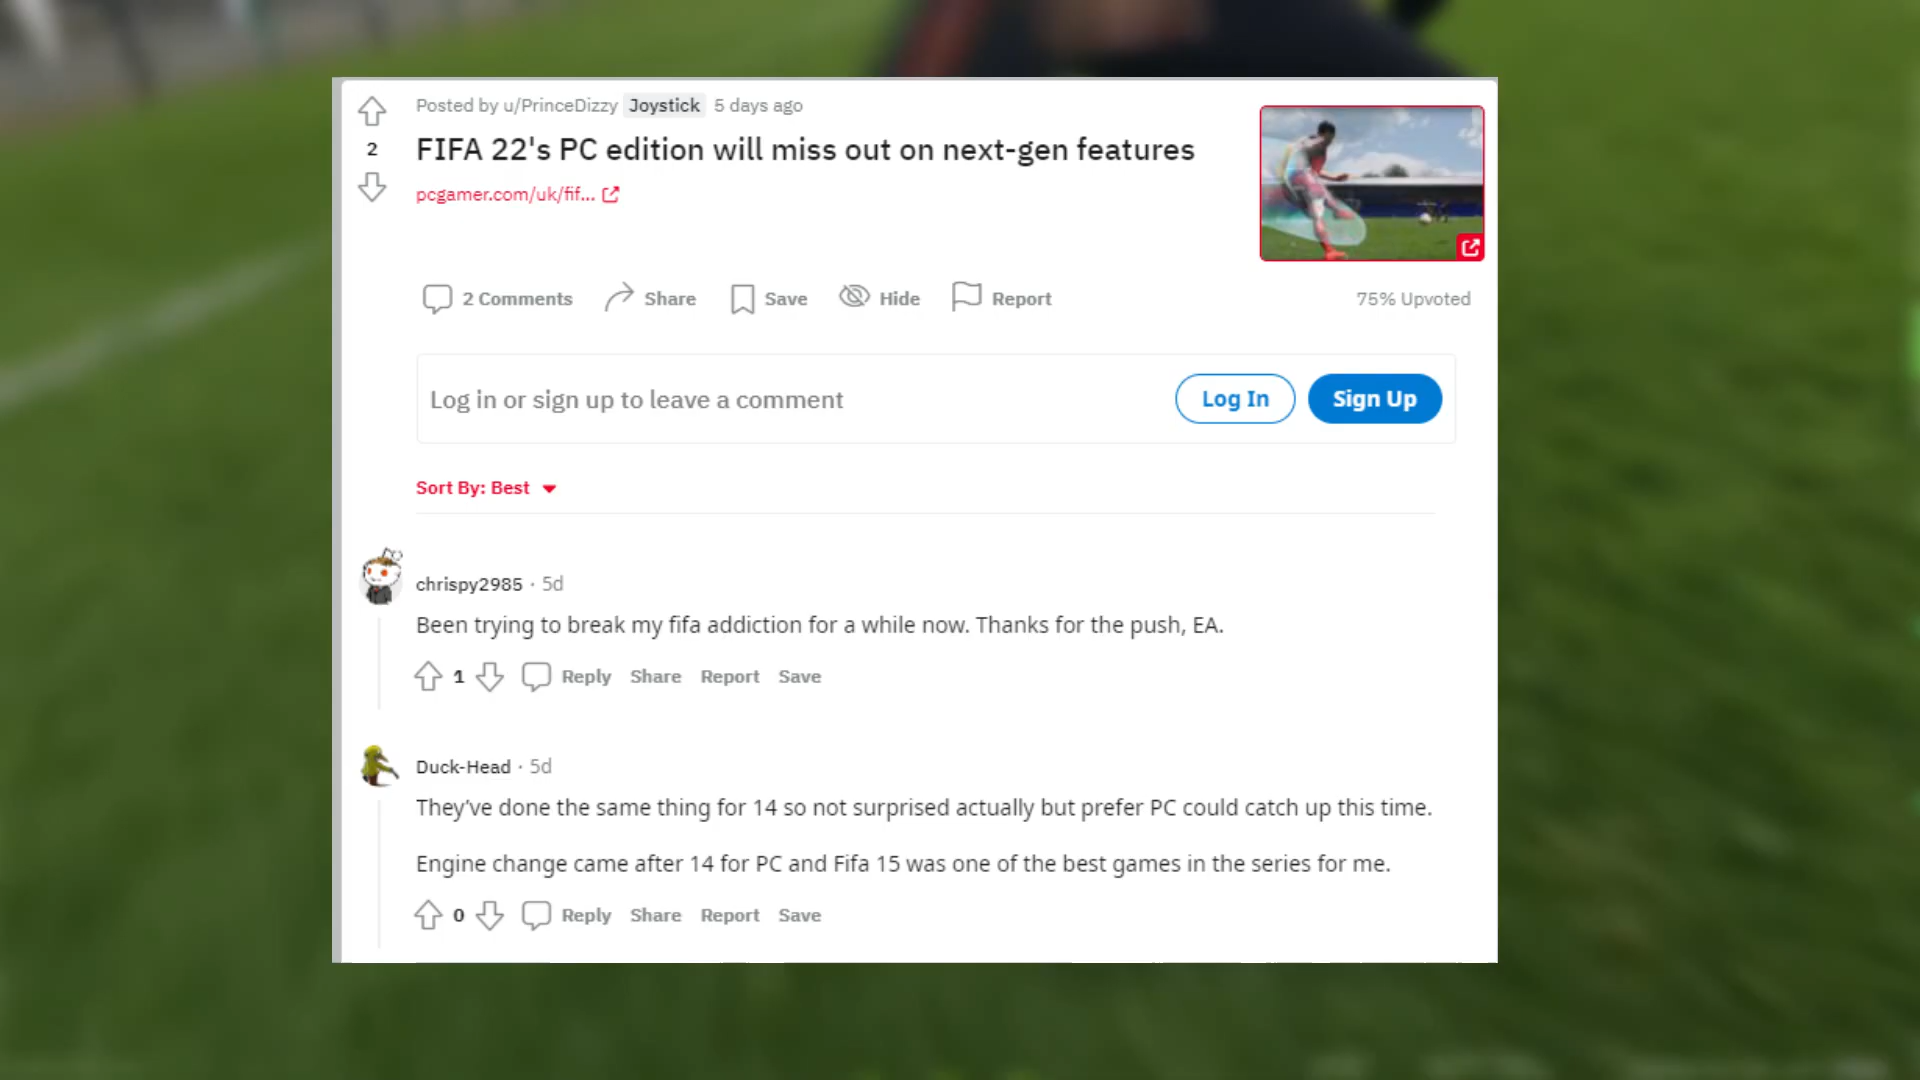 Posted by u/PrinceDizzy Joystick 5 days ago
2
FIFA 22's PC edition will miss out on next-gen features
pcgamer.com/uk/fif...
2 Comments Share Save Hide Report 75% Upvoted
Log in or sign up to leave a comment Log In Sign Up
Sort By: Best
chrispy2985 · 5d
Been trying to break my fifa addiction for a while now. Thanks for the push, EA.
1 Reply Share Report Save
Duck-Head · 5d
They've done the same thing for 14 so not surprised actually but prefer PC could catch up this time.
Engine change came after 14 for PC and Fifa 15 was one of the best games in the series for me.
0 Reply Share Report Save